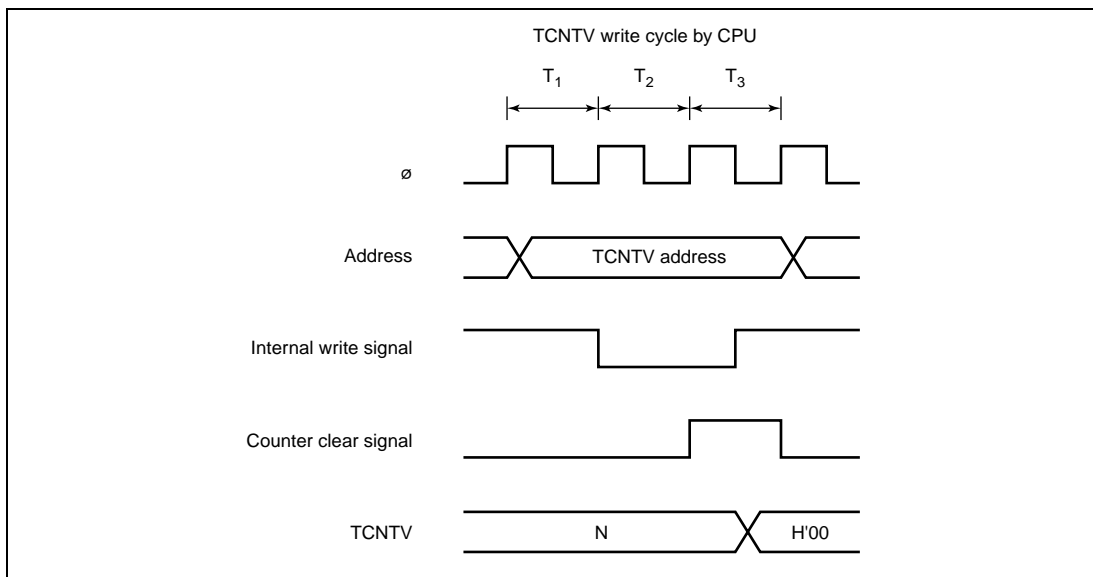 TCNTV write cycle by CPU
T1 T2 T3
ø
Address TCNTV address
Internal write signal
Counter clear signal
TCNTV N H'00